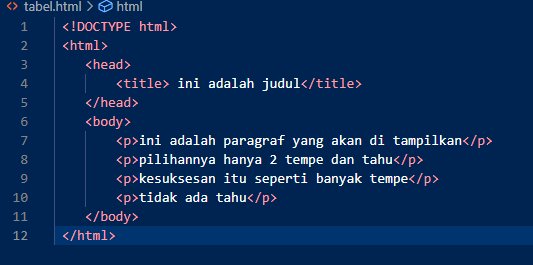 <> tabel.html > html
1 <!DOCTYPE html>
2 <html>
3 <head>
4 <title> ini adalah judul</title>
5 </head>
6 <body>
7 <p>ini adalah paragraf yang akan di tampilkan</p>
8 <p>pilihannya hanya 2 tempe dan tahu</p>
9 <p>kesuksesan itu seperti banyak tempe</p>
10 <p>tidak ada tahu</p>
11 </body>
12 </html>